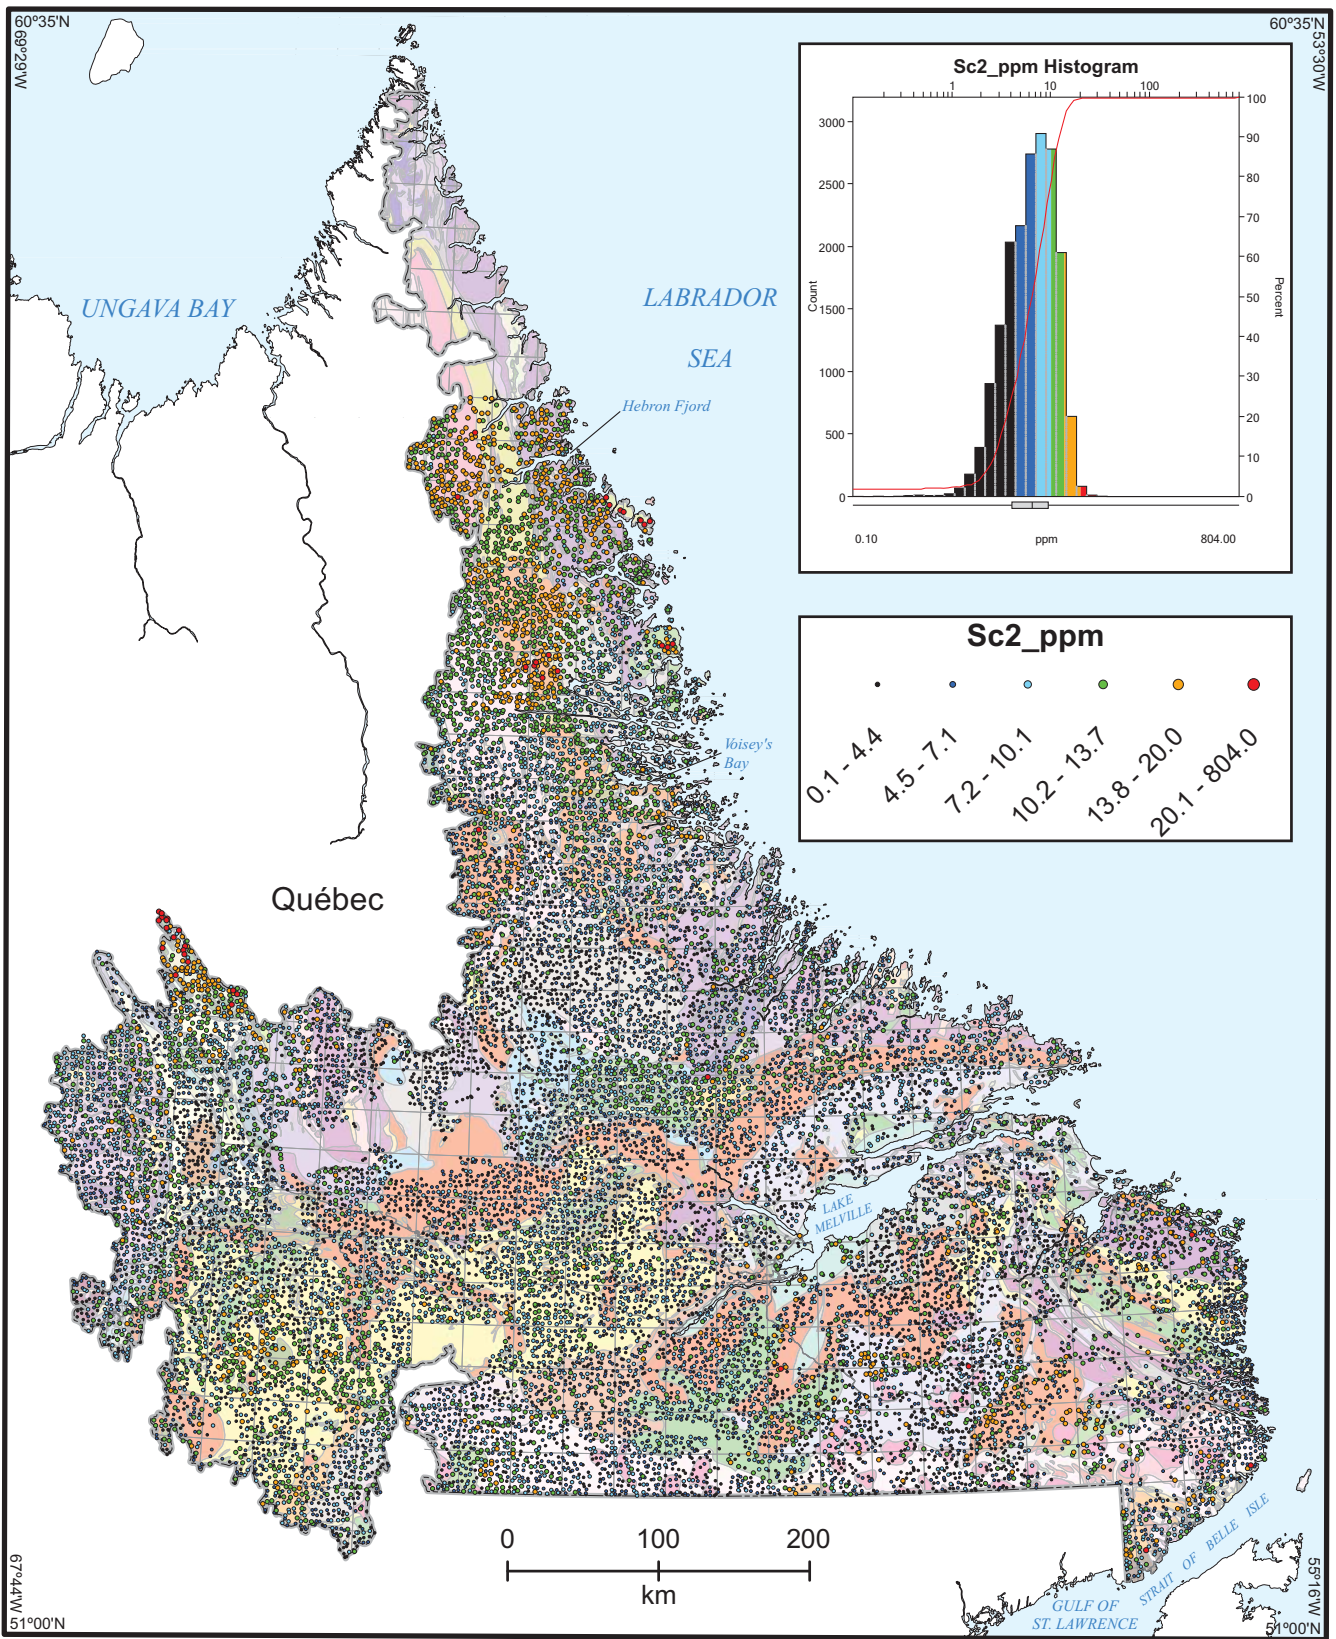 60°35'N
69°29'W
60°35'N
53°30'W
Sc2_ppm Histogram
1 10 100
3000
2500
2000
1500
1000
500
0
Count
100
90
80
70
60
50
40
30
20
10
0
Percent
0.10 ppm 804.00
Sc2_ppm
0.1 - 4.4
4.5 - 7.1
7.2 - 10.1
10.2 - 13.7
13.8 - 20.0
20.1 - 804.0
UNGAVA BAY
LABRADOR
SEA
Hebron Fjord
Voisey's
Bay
Québec
LAKE
MELVILLE
0 100 200
km
STRAIT OF BELLE ISLE
GULF OF
ST. LAWRENCE
67°44'W
51°00'N
55°16'W
51°00'N